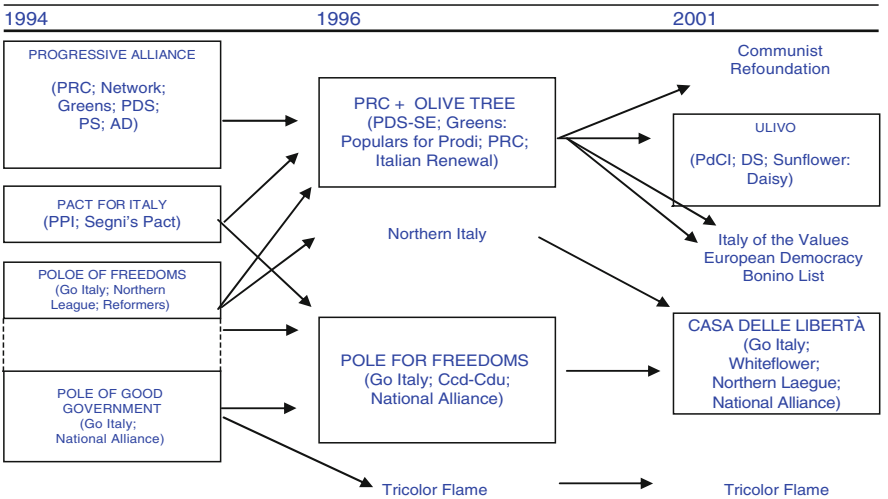 1994
1996
2001
PROGRESSIVE ALLIANCE
(PRC; Network;
Greens; PDS;
PS; AD)
PACT FOR ITALY
(PPI; Segni's Pact)
POLOE OF FREEDOMS
(Go Italy; Northern
League; Reformers)
POLE OF GOOD
GOVERNMENT
(Go Italy;
National Alliance)
PRC + OLIVE TREE
(PDS-SE; Greens:
Populars for Prodi; PRC;
Italian Renewal)
Northern Italy
POLE FOR FREEDOMS
(Go Italy; Ccd-Cdu;
National Alliance)
Tricolor Flame
Communist
Refoundation
ULIVO
(PdCI; DS; Sunflower:
Daisy)
Italy of the Values
European Democracy
Bonino List
CASA DELLE LIBERTÀ
(Go Italy;
Whiteflower;
Northern Laegue;
National Alliance)
Tricolor Flame